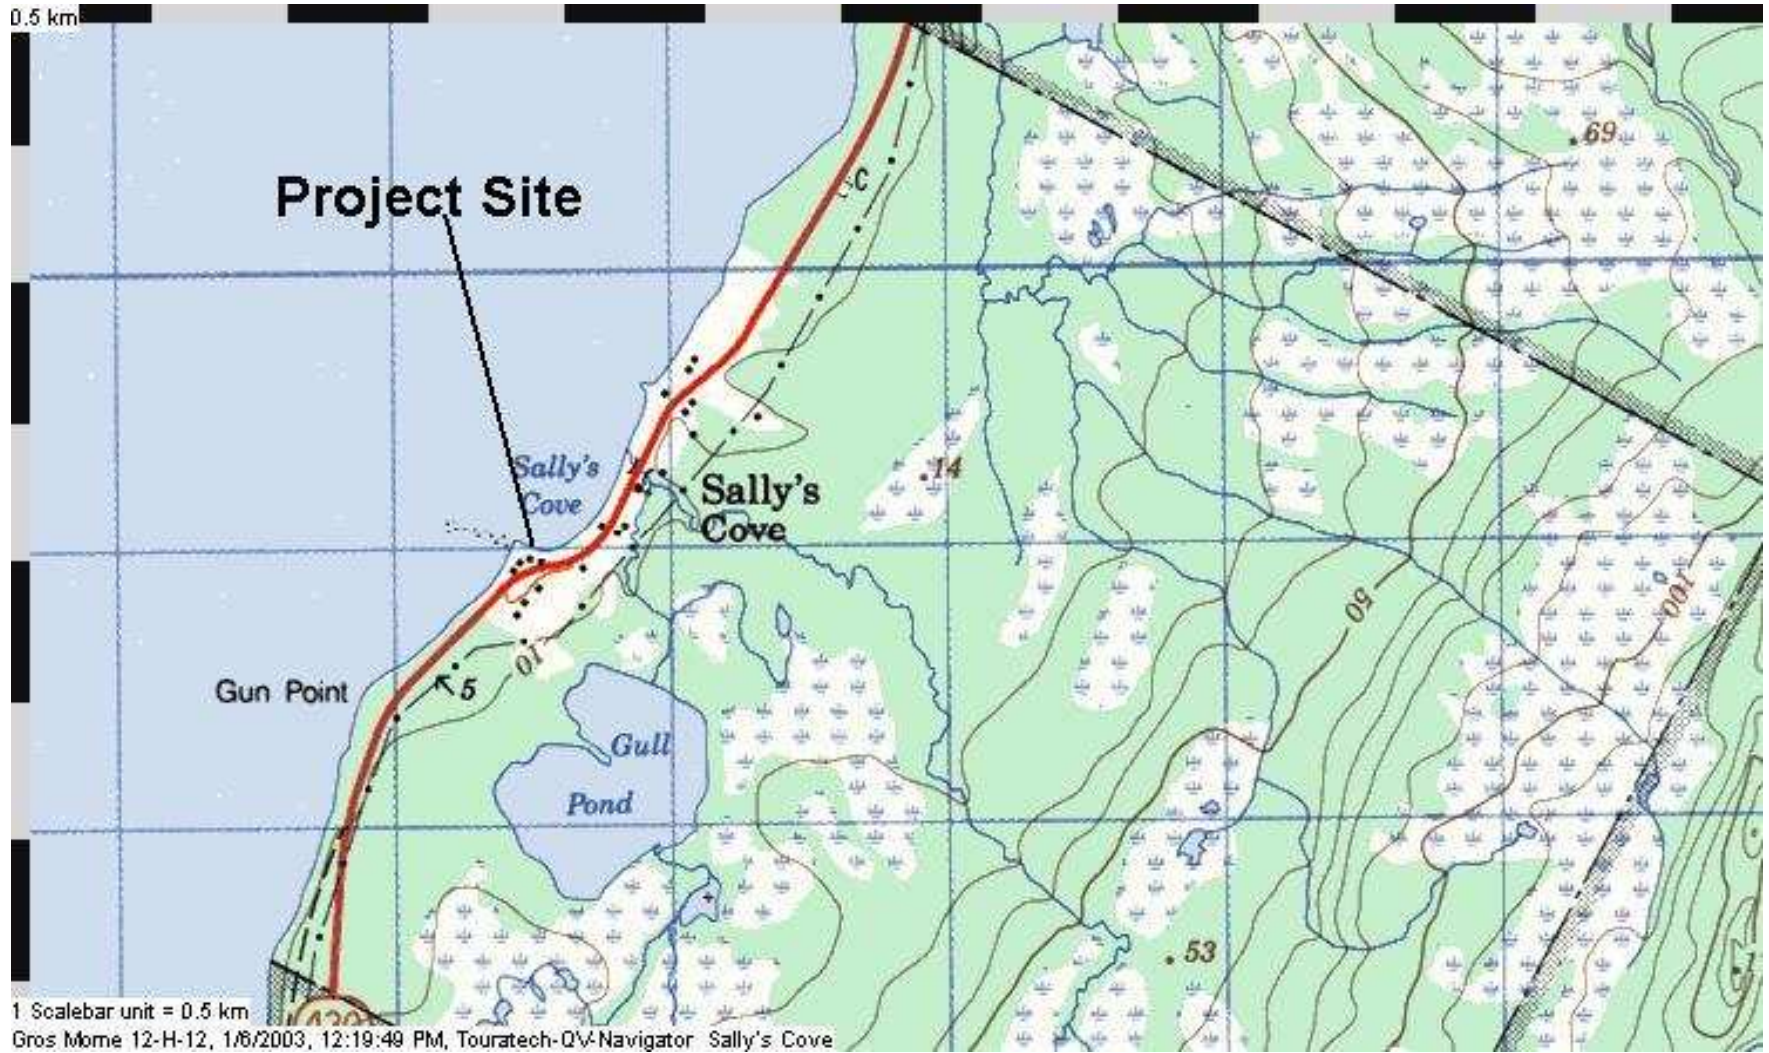 0.5 km
69
C
Project Site
Sally's
Cove
14
Sally's
Cove
50
100
10
5
Gun Point
Gull
Pond
53
1 Scalebar unit = 0.5 km
Gros Morne 12-H-12, 1/6/2003, 12:19:49 PM, Touratech-QV-Navigator Sally's Cove